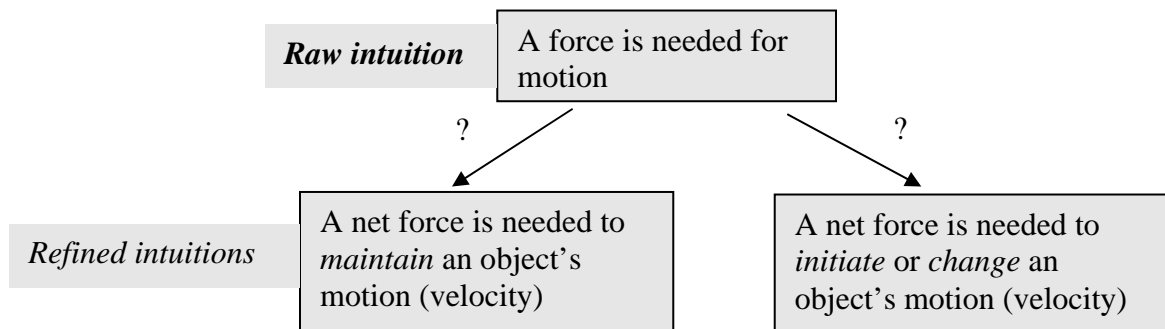 Raw intuition
A force is needed for
motion
?
?
Refined intuitions
A net force is needed to
maintain an object's
motion (velocity)
A net force is needed to
initiate or change an
object's motion (velocity)